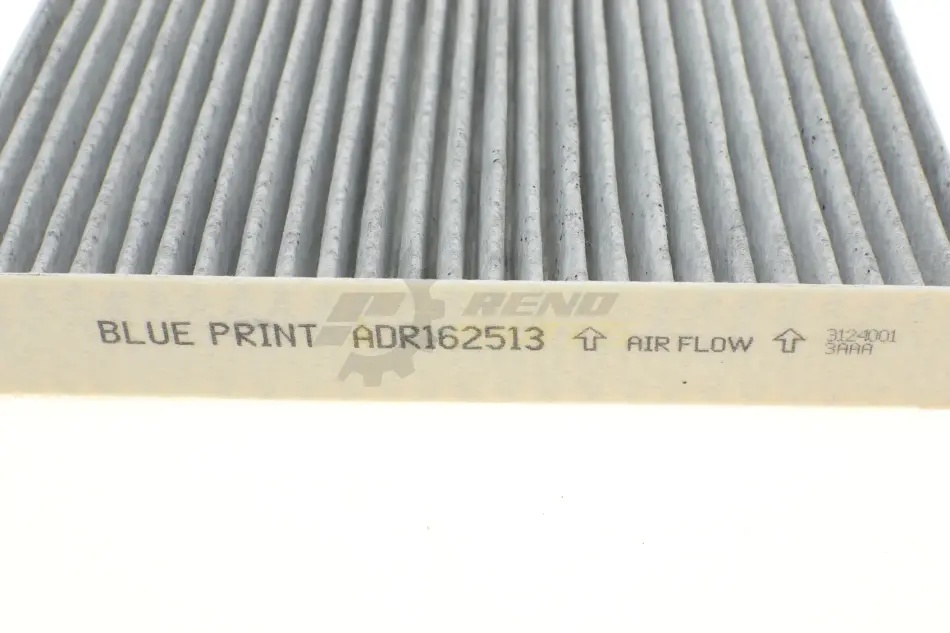 RENO
BLUE PRINT ADR162513 ⇧ AIR FLOW ⇧ 3124001
3AAA